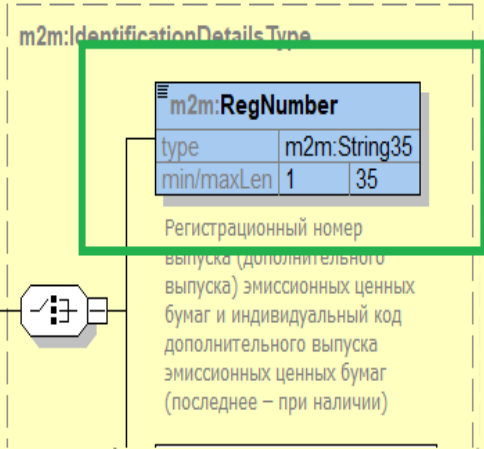 m2m:IdentificationDetailsType
m2m:RegNumber
type m2m:String35
min/maxLen 1 35
Регистрационный номер
выпуска (дополнительного
выпуска) эмиссионных ценных
бумаг и индивидуальный код
дополнительного выпуска
эмиссионных ценных бумаг
(последнее – при наличии)